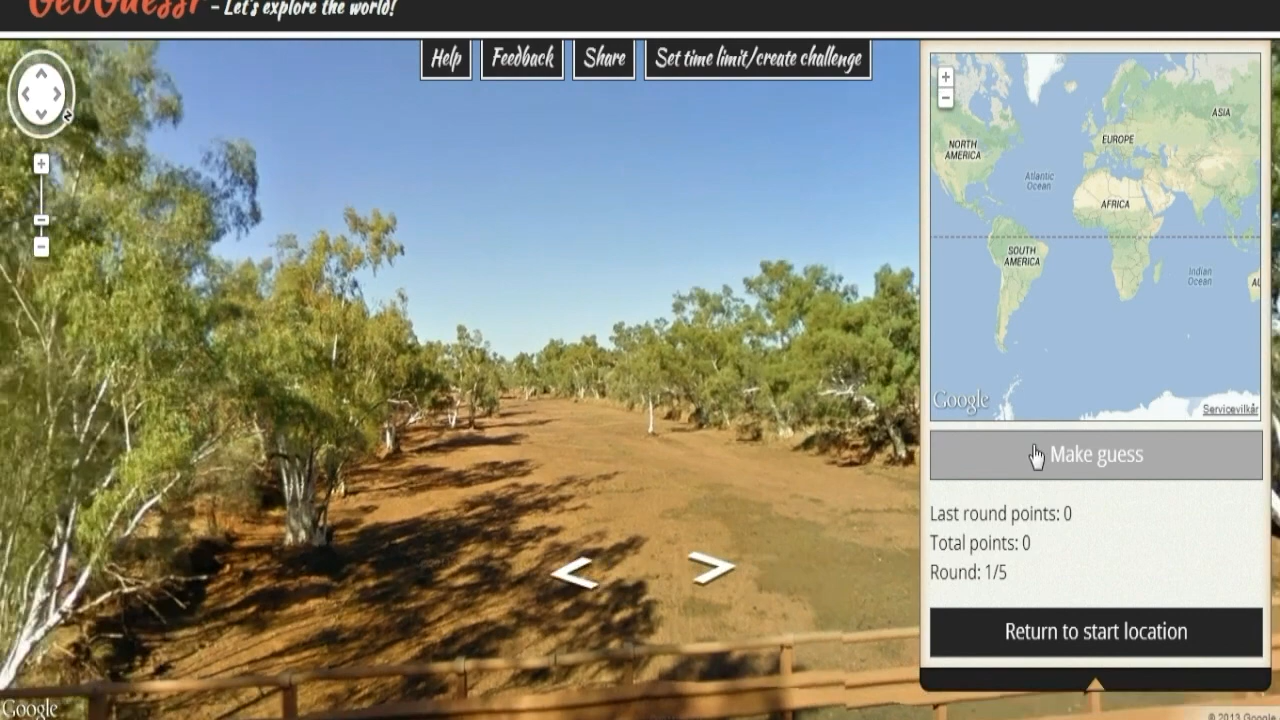 GeoGuessr – Let's explore the world!
Help
Feedback
Share
Set time limit/create challenge
N
+
−
+
−
NORTH
AMERICA
EUROPE
ASIA
Atlantic
Ocean
AFRICA
SOUTH
AMERICA
Indian
Ocean
AU
Google
Servicevilkår
Make guess
Last round points: 0
Total points: 0
Round: 1/5
Return to start location
< >
Google
© 2013 Google